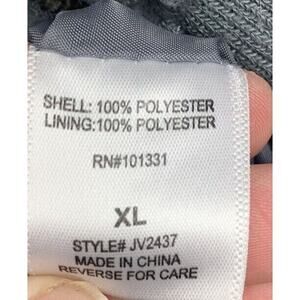 SHELL: 100% POLYESTER
LINING:100% POLYESTER
RN#101331
XL
STYLE# JV2437
MADE IN CHINA
REVERSE FOR CARE